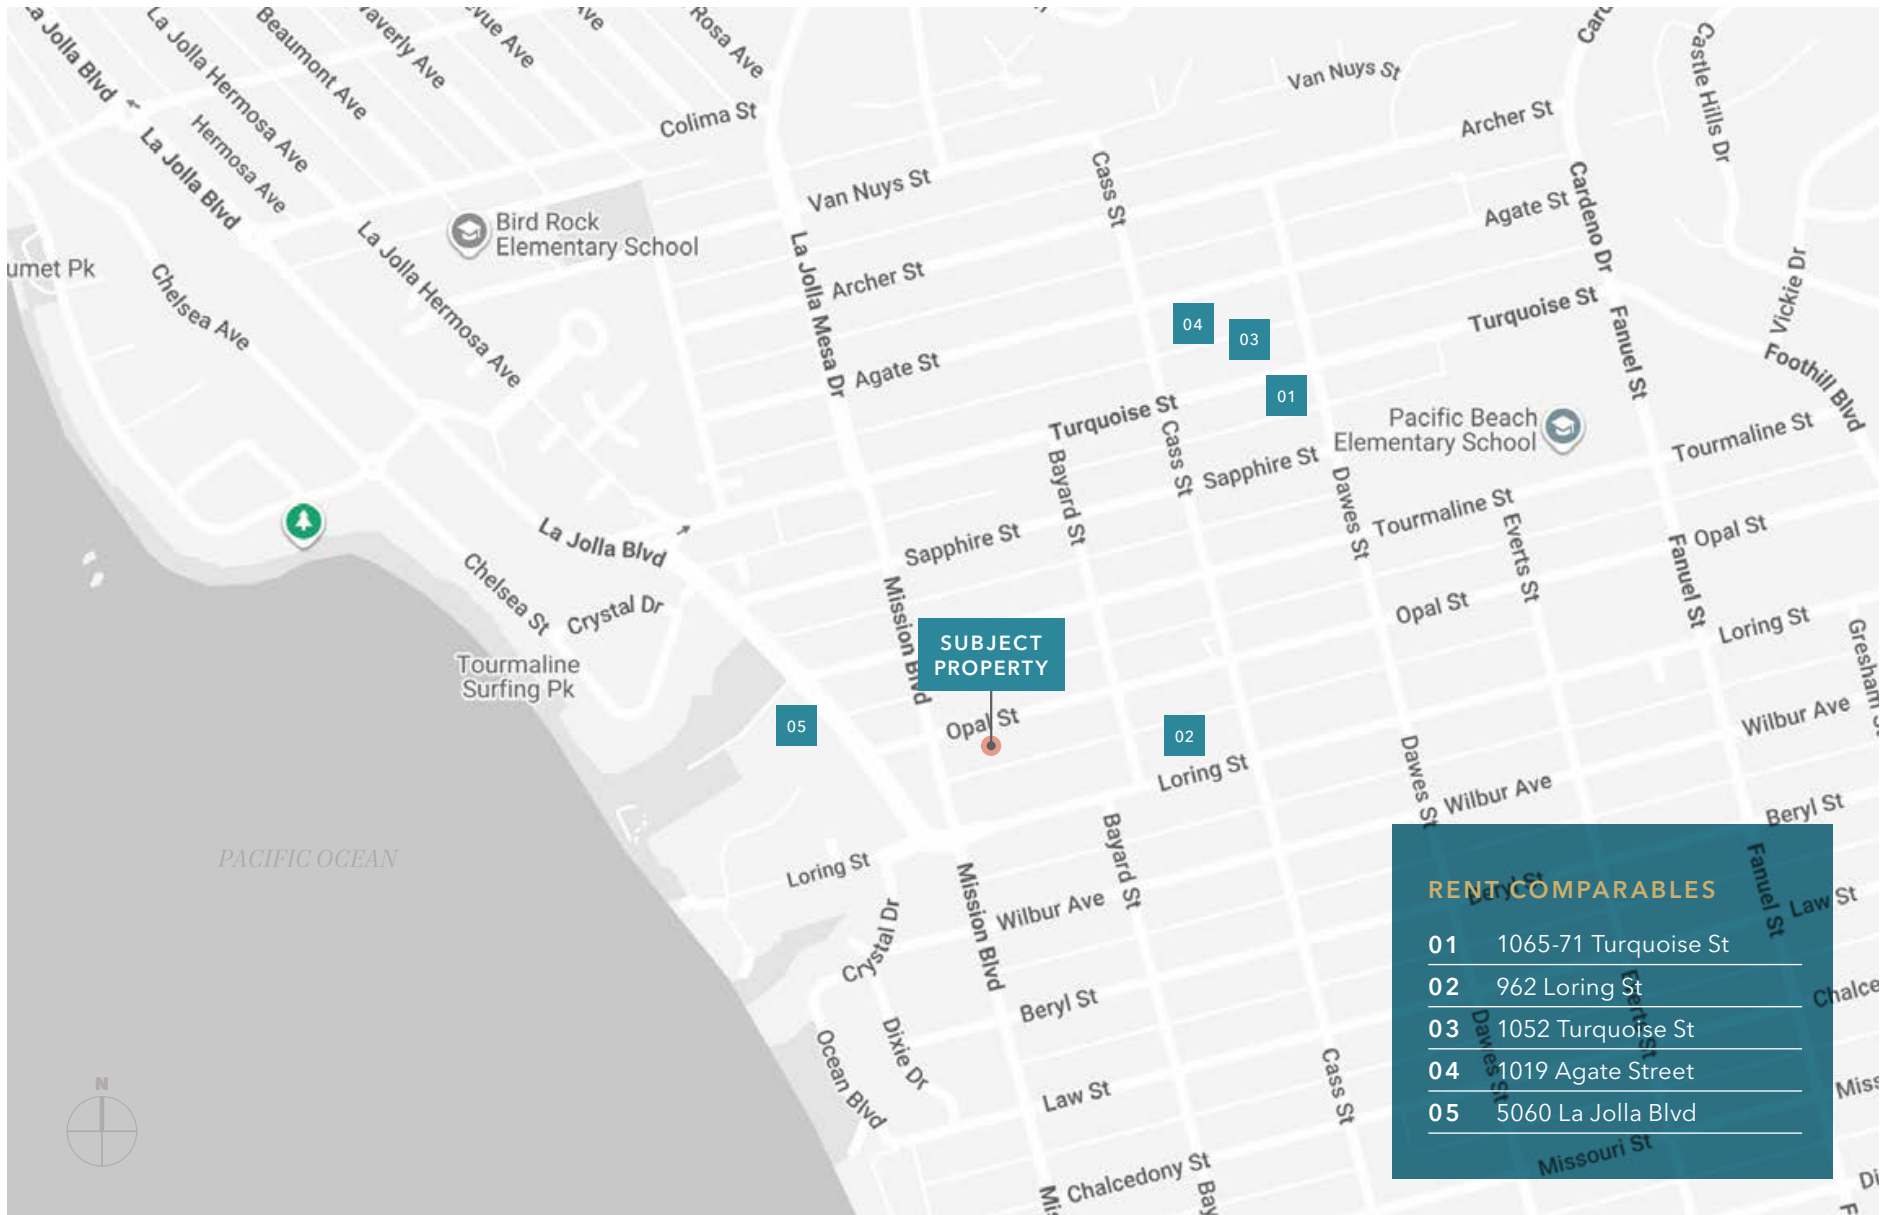 La Jolla Blvd
La Jolla Hermosa Ave
Beaumont Ave
Ave
Rosa Ave
Colima St
Van Nuys St
Archer St
Castle Hills Dr
La Jolla Blvd
Hermosa Ave
Bird Rock
Elementary School
Van Nuys St
Cass St
Agate St
Cardeno Dr
La Jolla Hermosa Ave
La Jolla Mesa Dr
Archer St
umet Pk
Chelsea Ave
Vickie Dr
Turquoise St
04
03
Fanuel St
Foothill Blvd
Agate St
01
Turquoise St
Pacific Beach
Elementary School
Tourmaline St
Cass St
Sapphire St
Bayard St
Dawes St
Tourmaline St
Everts St
Opal St
La Jolla Blvd
Sapphire St
Chelsea St
Crystal Dr
Mission Blvd
Fanuel St
Opal St
Loring St
Gresham
SUBJECT
PROPERTY
Tourmaline
Surfing Pk
05
Opal St
02
Wilbur Ave
Loring St
Dawes St
Wilbur Ave
Beryl St
Bayard St
PACIFIC OCEAN
Loring St
Mission Blvd
Wilbur Ave
Crystal Dr
Fanuel St
Law St
Beryl St
Dixie Dr
Ocean Blvd
Law St
Cass St
Chalcedony St
N
RENT COMPARABLES
01 1065-71 Turquoise St
02 962 Loring St
03 1052 Turquoise St
04 1019 Agate Street
05 5060 La Jolla Blvd
Dawes St
Missouri St
Chalce
Miss
Di
Mis
Bay